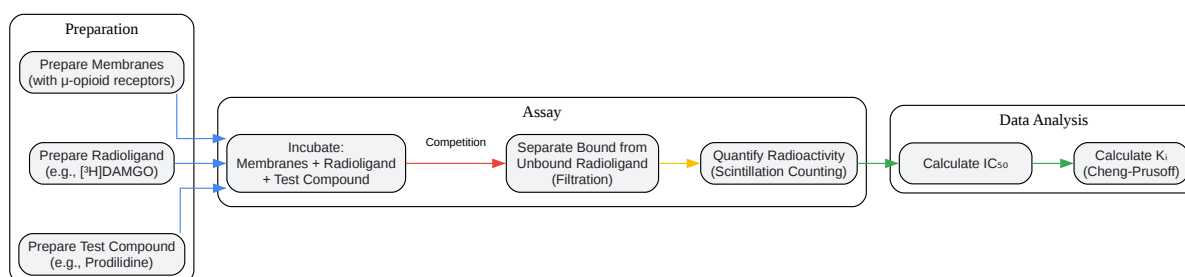 Preparation
Prepare Membranes
(with μ-opioid receptors)
Prepare Radioligand
(e.g., [³H]DAMGO)
Prepare Test Compound
(e.g., Prodilidine)
Assay
Incubate:
Membranes + Radioligand
+ Test Compound
Competition
Separate Bound from
Unbound Radioligand
(Filtration)
Quantify Radioactivity
(Scintillation Counting)
Data Analysis
Calculate IC₅₀
Calculate Kᵢ
(Cheng-Prusoff)